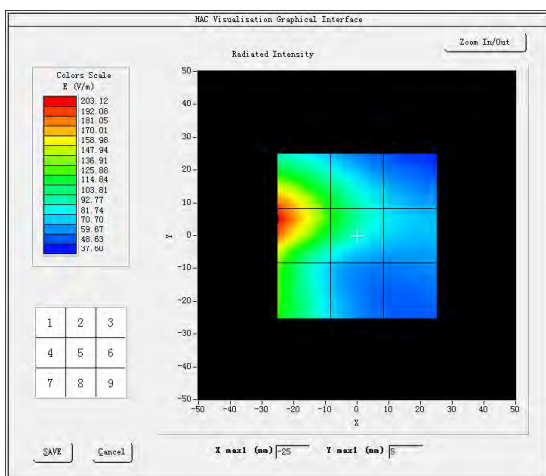 HAC Visualisation Graphical Interface
Zoom In/Out
Radiated Intensity
Colors Scale
E (V/m)
203.12
192.08
181.05
170.01
158.98
147.94
136.91
125.88
114.84
103.81
92.77
81.74
70.70
59.67
48.63
37.60
50
40
30
20
10
0
-10
-20
-30
-40
-50
Y
-50 -40 -30 -20 -10 0 10 20 30 40 50
X
1 2 3
4 5 6
7 8 9
SAVE
Cancel
X max1 (mm) -25
Y max1 (mm) 5